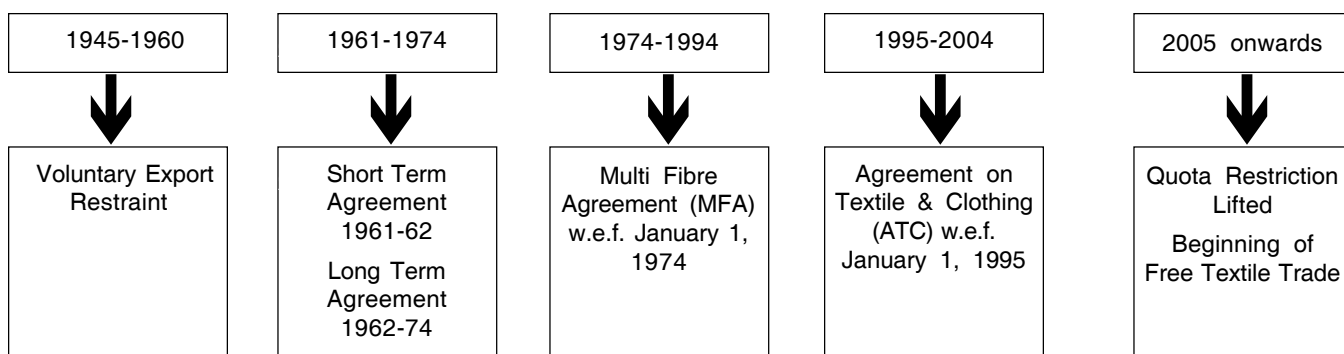 1945-1960
1961-1974
1974-1994
1995-2004
2005 onwards
Voluntary Export
Restraint
Short Term
Agreement
1961-62
Long Term
Agreement
1962-74
Multi Fibre
Agreement (MFA)
w.e.f. January 1,
1974
Agreement on
Textile & Clothing
(ATC) w.e.f.
January 1, 1995
Quota Restriction
Lifted
Beginning of
Free Textile Trade